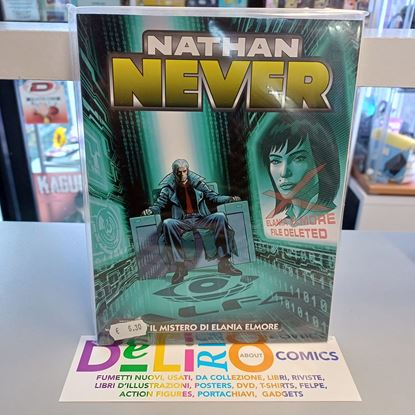 NATHAN
NEVER
ELANIA ELMORE
FILE DELETED
IL MISTERO DI ELANIA ELMORE
€ 6,30
DeLiRiO ABOUT COMICS
FUMETTI NUOVI, USATI, DA COLLEZIONE, LIBRI, RIVISTE,
LIBRI D'ILLUSTRAZIONI, POSTERS, DVD, T-SHIRTS, FELPE,
ACTION FIGURES, PORTACHIAVI, GADGETS